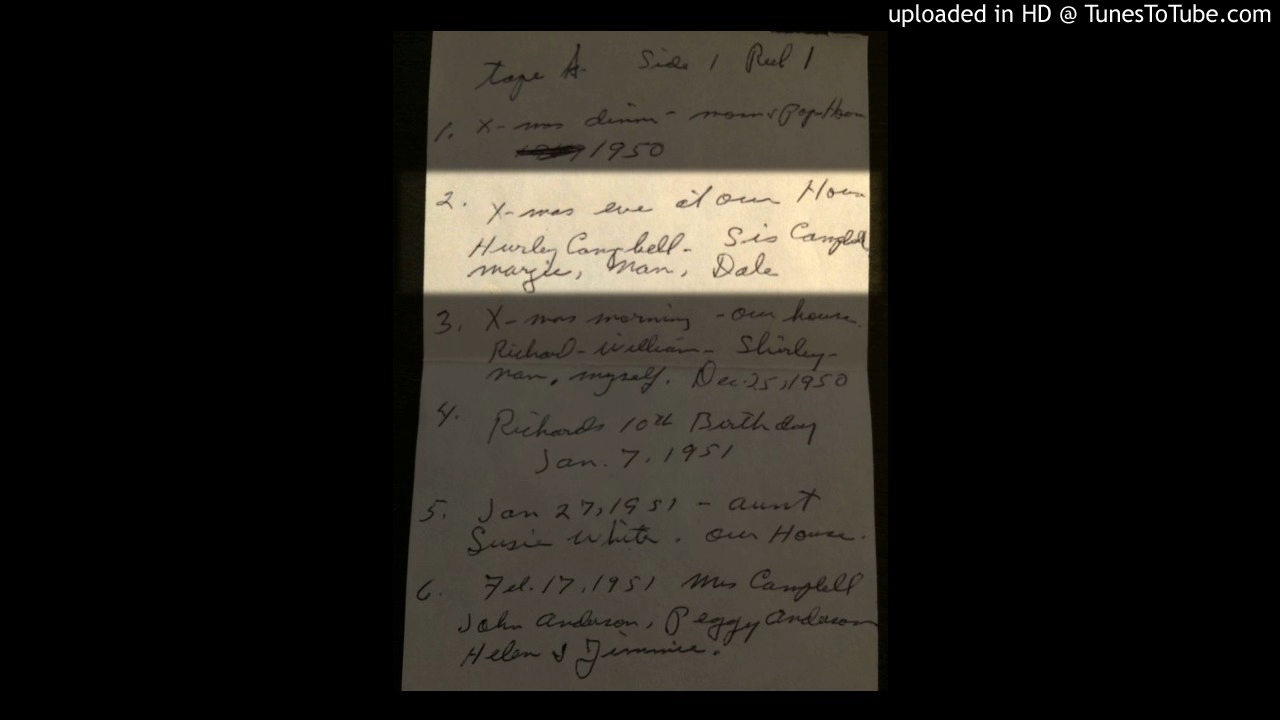 uploaded in HD @ TunesToTube.com
tape A. Side 1 Reel 1
1. X-mas dinner - mom & Pop House
1950
2. X-mas eve at our House
Hurley Campbell - Sis Campbell
margie, nan, Dale
3. X-mas morning - our house.
Richard - William - Shirley -
nan, myself. Dec. 25, 1950
4. Richards 10th Birthday
Jan. 7. 1951
5. Jan 27, 1951 - aunt
Susie White. our House.
6. Feb. 17, 1951 Mrs Campbell
John Anderson, Peggy Anderson
Helen & Jimmie.